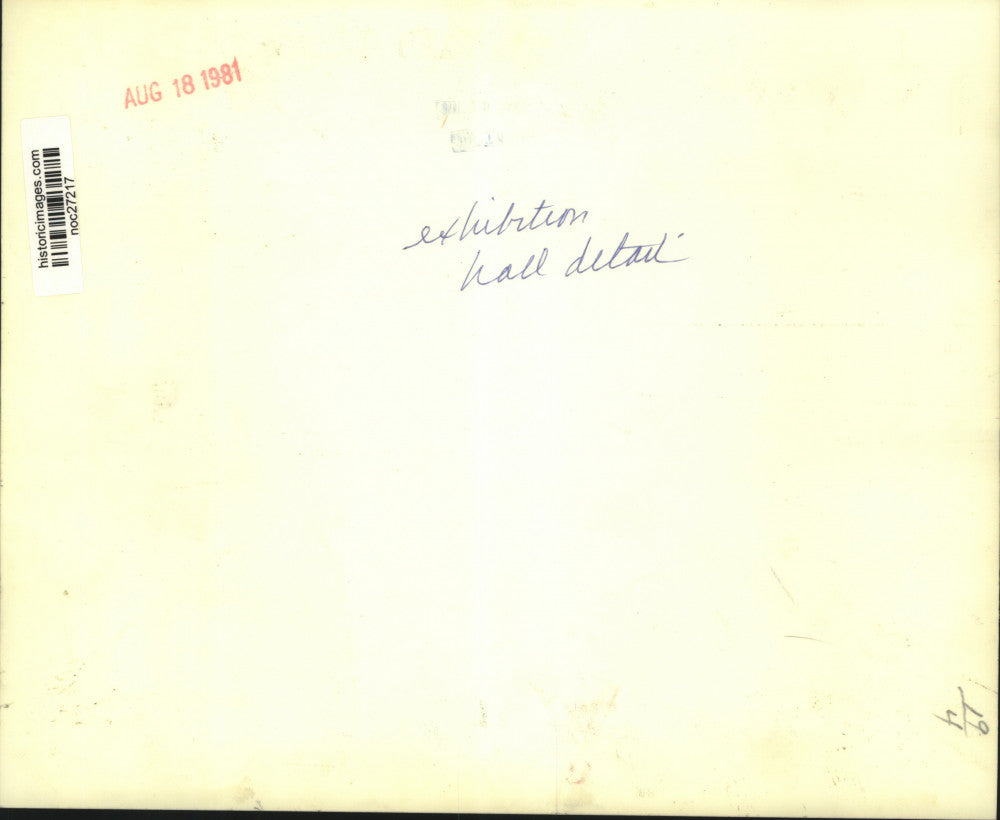 AUG 18 1981
historicimages.com
noc27217
exhibition
hall detail